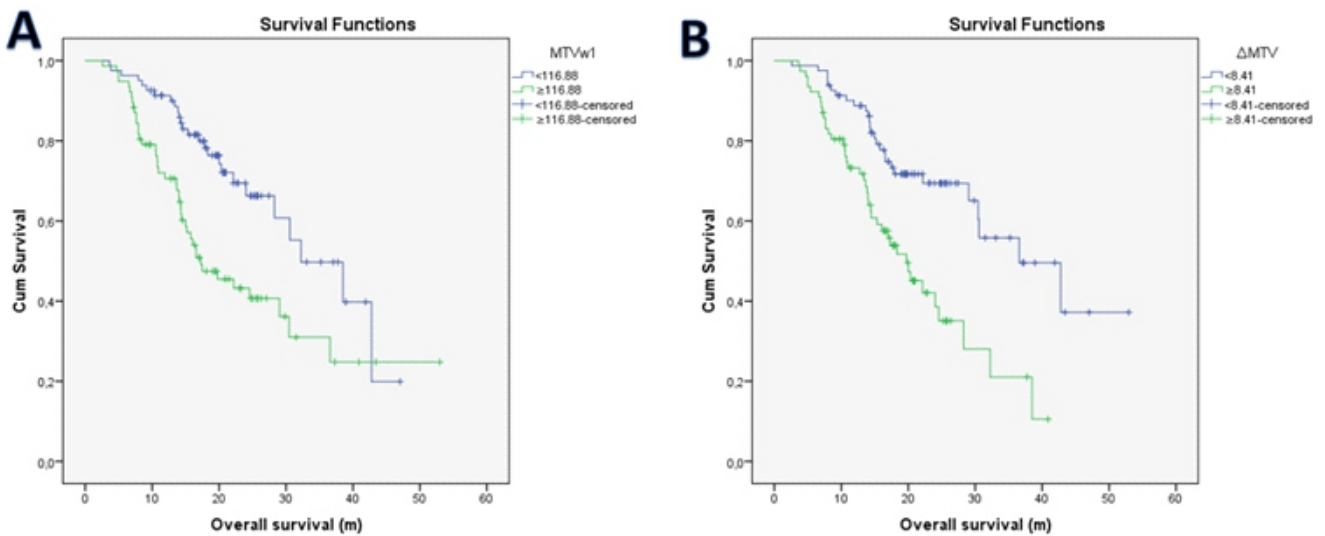 A
Survival Functions
Cum Survival
1,0
0,8
0,6
0,4
0,2
0,0
0 10 20 30 40 50 60
Overall survival (m)
MTVw1
<116.88
≥116.88
<116.88-censored
≥116.88-censored
B
Survival Functions
Cum Survival
1,0
0,8
0,6
0,4
0,2
0,0
0 10 20 30 40 50 60
Overall survival (m)
ΔMTV
<8.41
≥8.41
<8.41-censored
≥8.41-censored